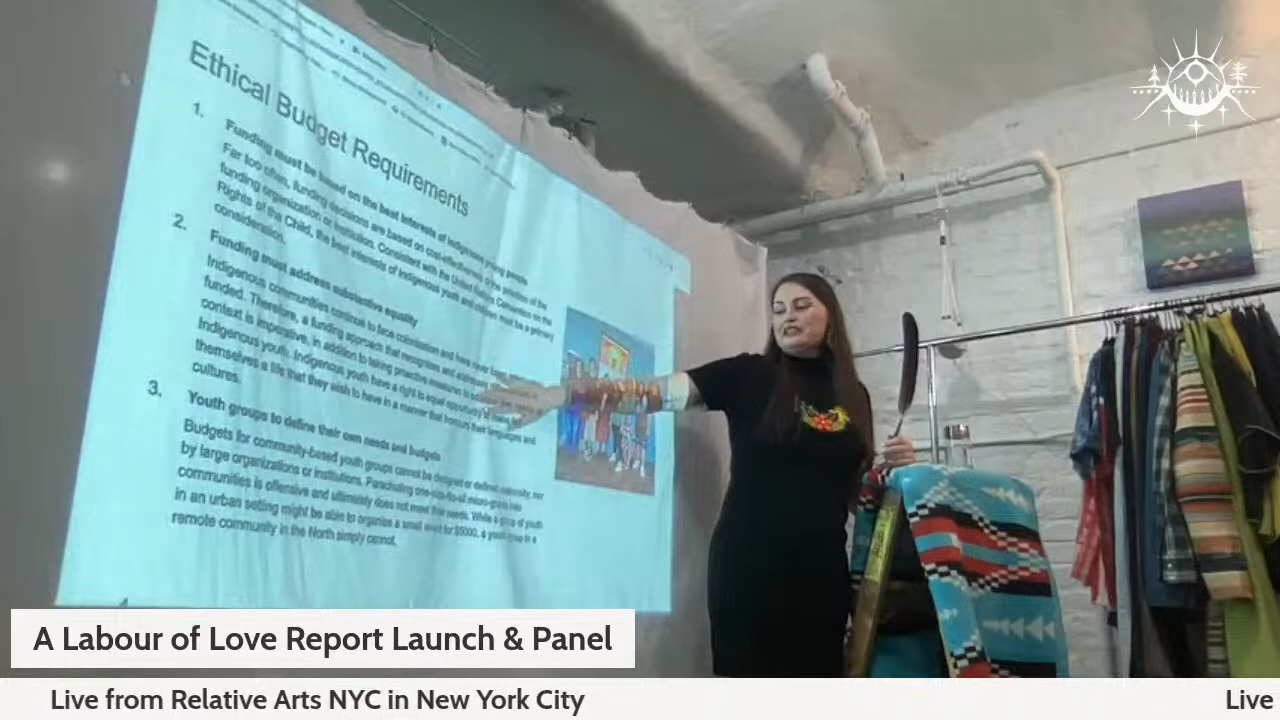 Ethical Budget Requirements
1. Funding must be based on the best interests of Indigenous young people
Far too often, funding decisions are based on cost-effectiveness or the priorities of the
funding organization or institution. Consistent with the United Nations Convention on the
Rights of the Child, the best interests of Indigenous youth and children must be a primary
consideration.
2. Funding must address substantive equality
Indigenous communities continue to face colonialism and have never been
funded. Therefore, a funding approach that recognizes and
context is imperative, in addition to taking proactive measures to
Indigenous youth. Indigenous youth have a right to equal opportunity to
themselves a life that they wish to have in a manner that honours their languages and
cultures.
3. Youth groups to define their own needs and budgets
Budgets for community-based youth groups cannot be designed or defined nationally, nor
by large organizations or institutions. Parachuting one-size-fits-all micro-grants into
communities is offensive and ultimately does not meet their needs. While a group of youth
in an urban setting might be able to organize a small event for $5000, a youth group in a
remote community in the North simply cannot.
A Labour of Love Report Launch & Panel
Live from Relative Arts NYC in New York City
Live